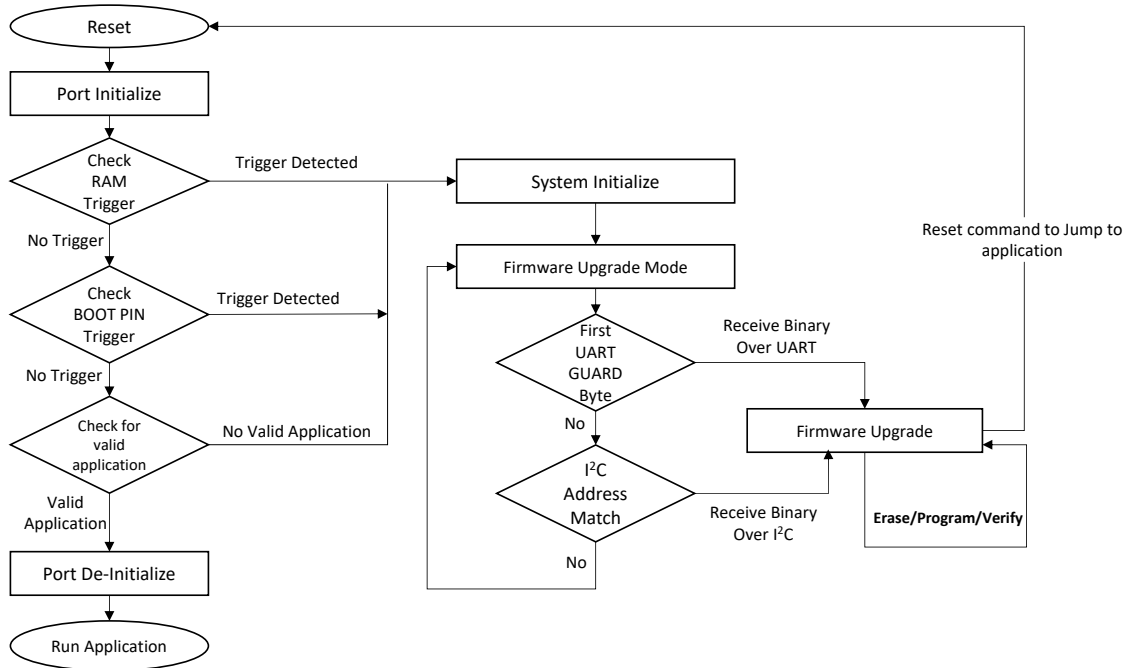 Reset
Port Initialize
Check
RAM
Trigger
Trigger Detected
No Trigger
Check
BOOT PIN
Trigger
Trigger Detected
No Trigger
Check for
valid
application
No Valid Application
Valid
Application
Port De-Initialize
Run Application
System Initialize
Firmware Upgrade Mode
First
UART
GUARD
Byte
Receive Binary
Over UART
No
I²C
Address
Match
Receive Binary
Over I²C
No
Firmware Upgrade
Erase/Program/Verify
Reset command to Jump to
application